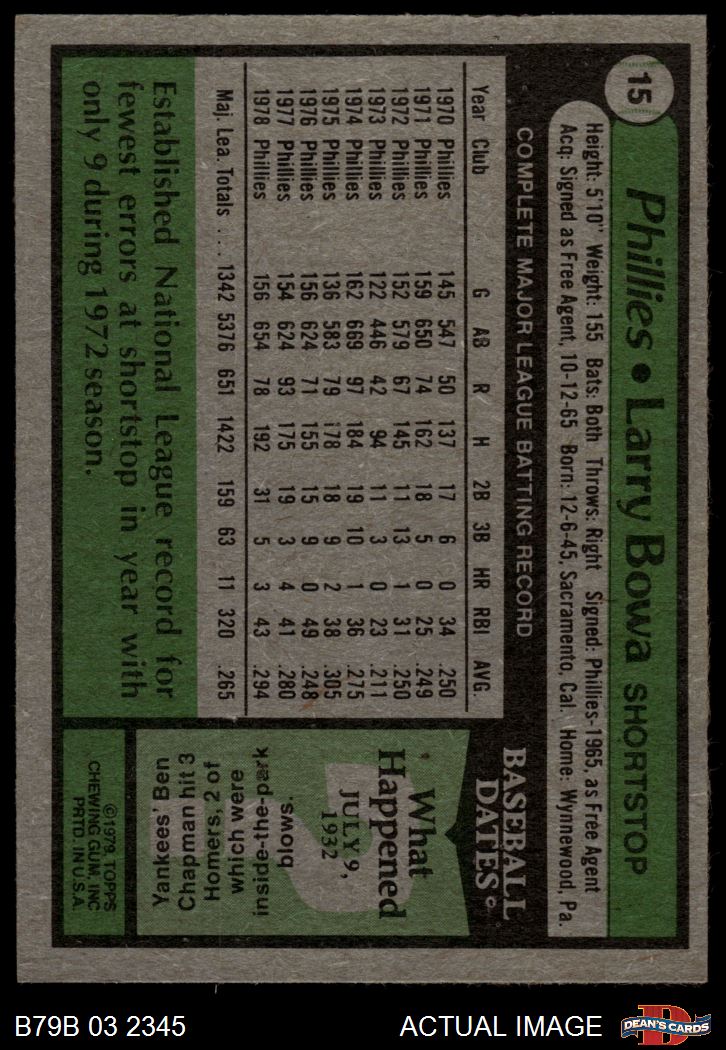 15
Phillies • Larry Bowa SHORTSTOP
Height: 5'10" Weight: 155 Bats: Both Throws: Right Signed: Phillies-1965, as Free Agent
Acq: Signed as Free Agent, 10-12-65 Born: 12-6-45, Sacramento, Cal. Home: Wynnewood, Pa.
COMPLETE MAJOR LEAGUE BATTING RECORD
Year Club G AB R H 2B 3B HR RBI AVG.
1970 Phillies 145 547 50 137 17 6 0 34 .250
1971 Phillies 159 650 74 162 18 5 0 25 .249
1972 Phillies 152 579 67 145 11 13 1 31 .250
1973 Phillies 122 446 42 94 11 3 0 23 .211
1974 Phillies 162 669 97 184 19 10 1 36 .275
1975 Phillies 136 583 79 178 18 9 2 38 .305
1976 Phillies 156 624 71 155 15 9 0 49 .248
1977 Phillies 154 624 93 175 19 3 4 41 .280
1978 Phillies 156 654 78 192 31 5 3 43 .294
Maj. Lea. Totals . . . 1342 5376 651 1422 159 63 11 320 .265
Established National League record for
fewest errors at shortstop in year with
only 9 during 1972 season.
BASEBALL
DATES©
What
Happened
JULY 9,
1932
Yankees' Ben
Chapman hit 3
Homers, 2 of
which were
inside-the-park
blows.
©1979, TOPPS
CHEWING GUM, INC
PRTD. IN U.S.A.
B79B 03 2345
ACTUAL IMAGE
D
DEAN'S CARDS